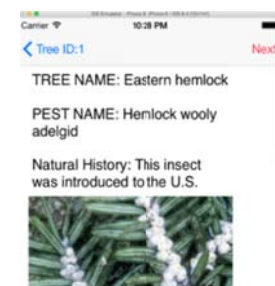 Carrier 10:28 PM
Tree ID:1 Next
TREE NAME: Eastern hemlock
PEST NAME: Hemlock wooly
adelgid
Natural History: This insect
was introduced to the U.S.